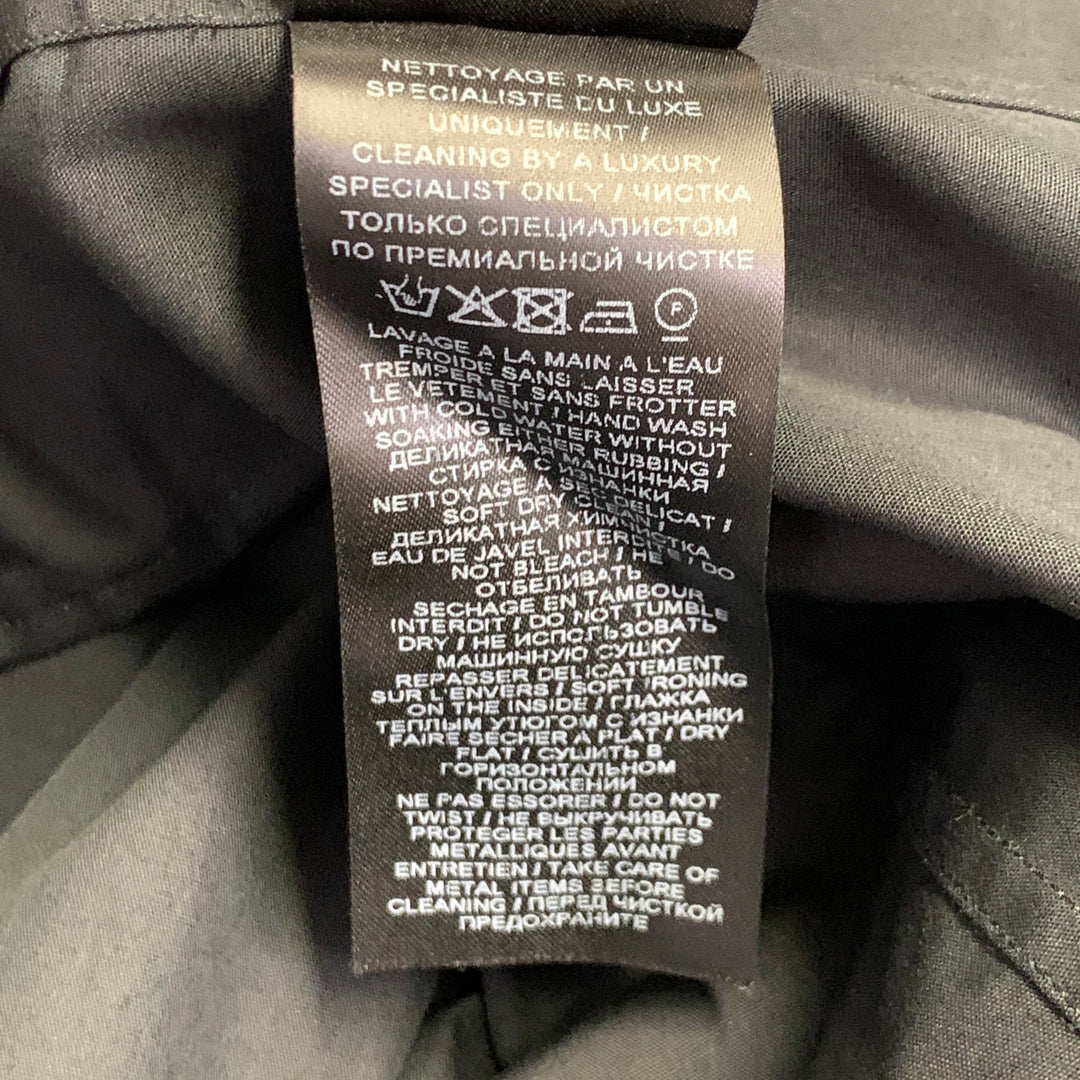 NETTOYAGE PAR UN
SPECIALISTE DU LUXE
UNIQUEMENT /
CLEANING BY A LUXURY
SPECIALIST ONLY / ЧИСТКА
ТОЛЬКО СПЕЦИАЛИСТОМ
ПО ПРЕМИАЛЬНОЙ ЧИСТКЕ
P
LAVAGE A LA MAIN A L'EAU
FROIDE SANS LAISSER
TREMPER ET SANS FROTTER
LE VETEMENT / HAND WASH
WITH COLD WATER WITHOUT
SOAKING EITHER RUBBING /
ДЕЛИКАТНАЯ МАШИННАЯ
СТИРКА С ИЗНАНКИ
NETTOYAGE A SEC DELICAT /
SOFT DRY CLEAN /
ДЕЛИКАТНАЯ ХИМЧИСТКА
EAU DE JAVEL INTERDITE / DO
NOT BLEACH / НЕ
ОТБЕЛИВАТЬ
SECHAGE EN TAMBOUR
INTERDIT / DO NOT TUMBLE
DRY / НЕ ИСПОЛЬЗОВАТЬ
МАШИННУЮ СУШКУ
REPASSER DELICATEMENT
SUR L'ENVERS / SOFT IRONING
ON THE INSIDE / ГЛАЖКА
ТЕПЛЫМ УТЮГОМ С ИЗНАНКИ
FAIRE SECHER A PLAT / DRY
FLAT / СУШИТЬ В
ГОРИЗОНТАЛЬНОМ
ПОЛОЖЕНИИ
NE PAS ESSORER / DO NOT
TWIST / НЕ ВЫКРУЧИВАТЬ
PROTEGER LES PARTIES
METALLIQUES AVANT
ENTRETIEN / TAKE CARE OF
METAL ITEMS BEFORE
CLEANING / ПЕРЕД ЧИСТКОЙ
ПРЕДОХРАНИТЕ